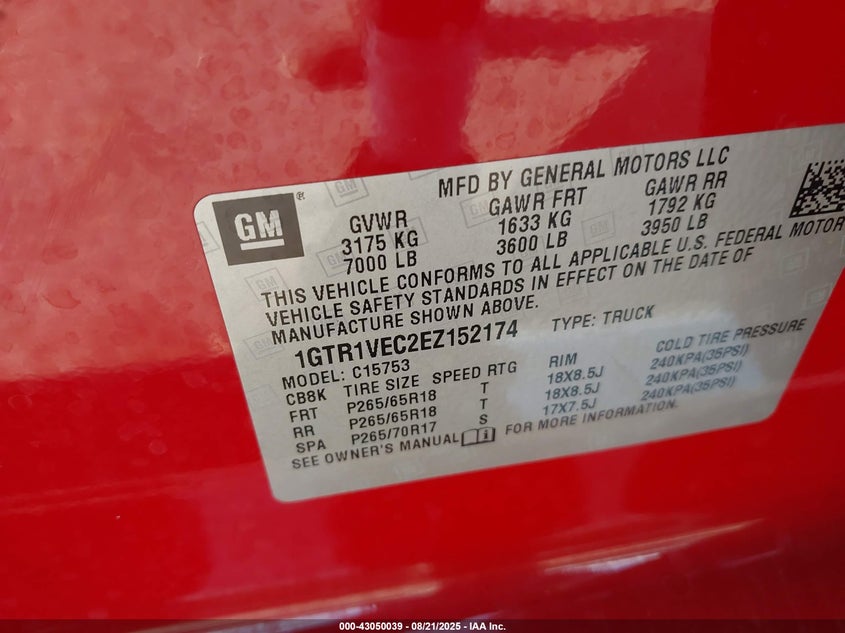 GM ®
MFD BY GENERAL MOTORS LLC
GVWR GAWR FRT GAWR RR
3175 KG 1633 KG 1792 KG
7000 LB 3600 LB 3950 LB
THIS VEHICLE CONFORMS TO ALL APPLICABLE U.S. FEDERAL MOTOR
VEHICLE SAFETY STANDARDS IN EFFECT ON THE DATE OF
MANUFACTURE SHOWN ABOVE.
1GTR1VEC2EZ152174 TYPE: TRUCK
MODEL: C15753
CB8K TIRE SIZE SPEED RTG RIM COLD TIRE PRESSURE
FRT P265/65R18 T 18X8.5J 240KPA(35PSI)
RR P265/65R18 T 18X8.5J 240KPA(35PSI)
SPA P265/70R17 S 17X7.5J 240KPA(35PSI)
SEE OWNER'S MANUAL FOR MORE INFORMATION.
000-43050039 - 08/21/2025 - IAA Inc.